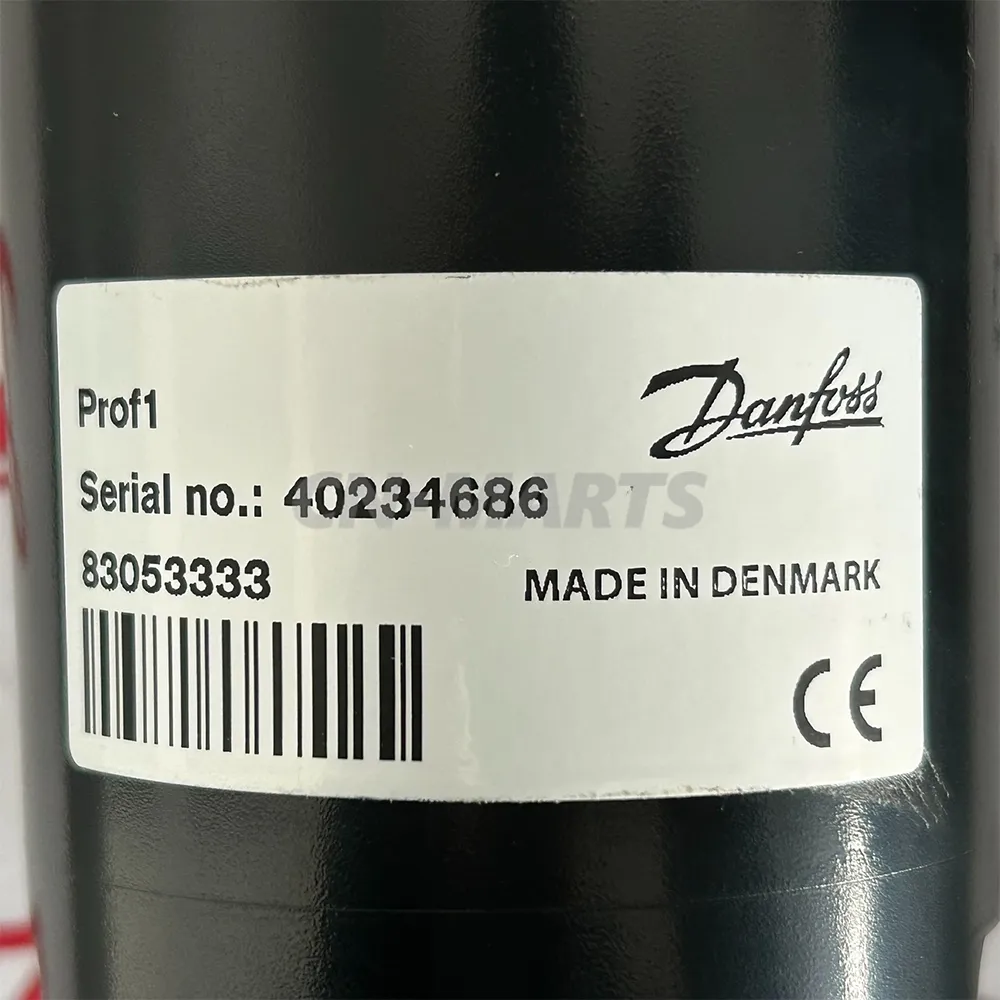 Prof1
Danfoss
Serial no.: 40234686
83053333
MADE IN DENMARK
CE